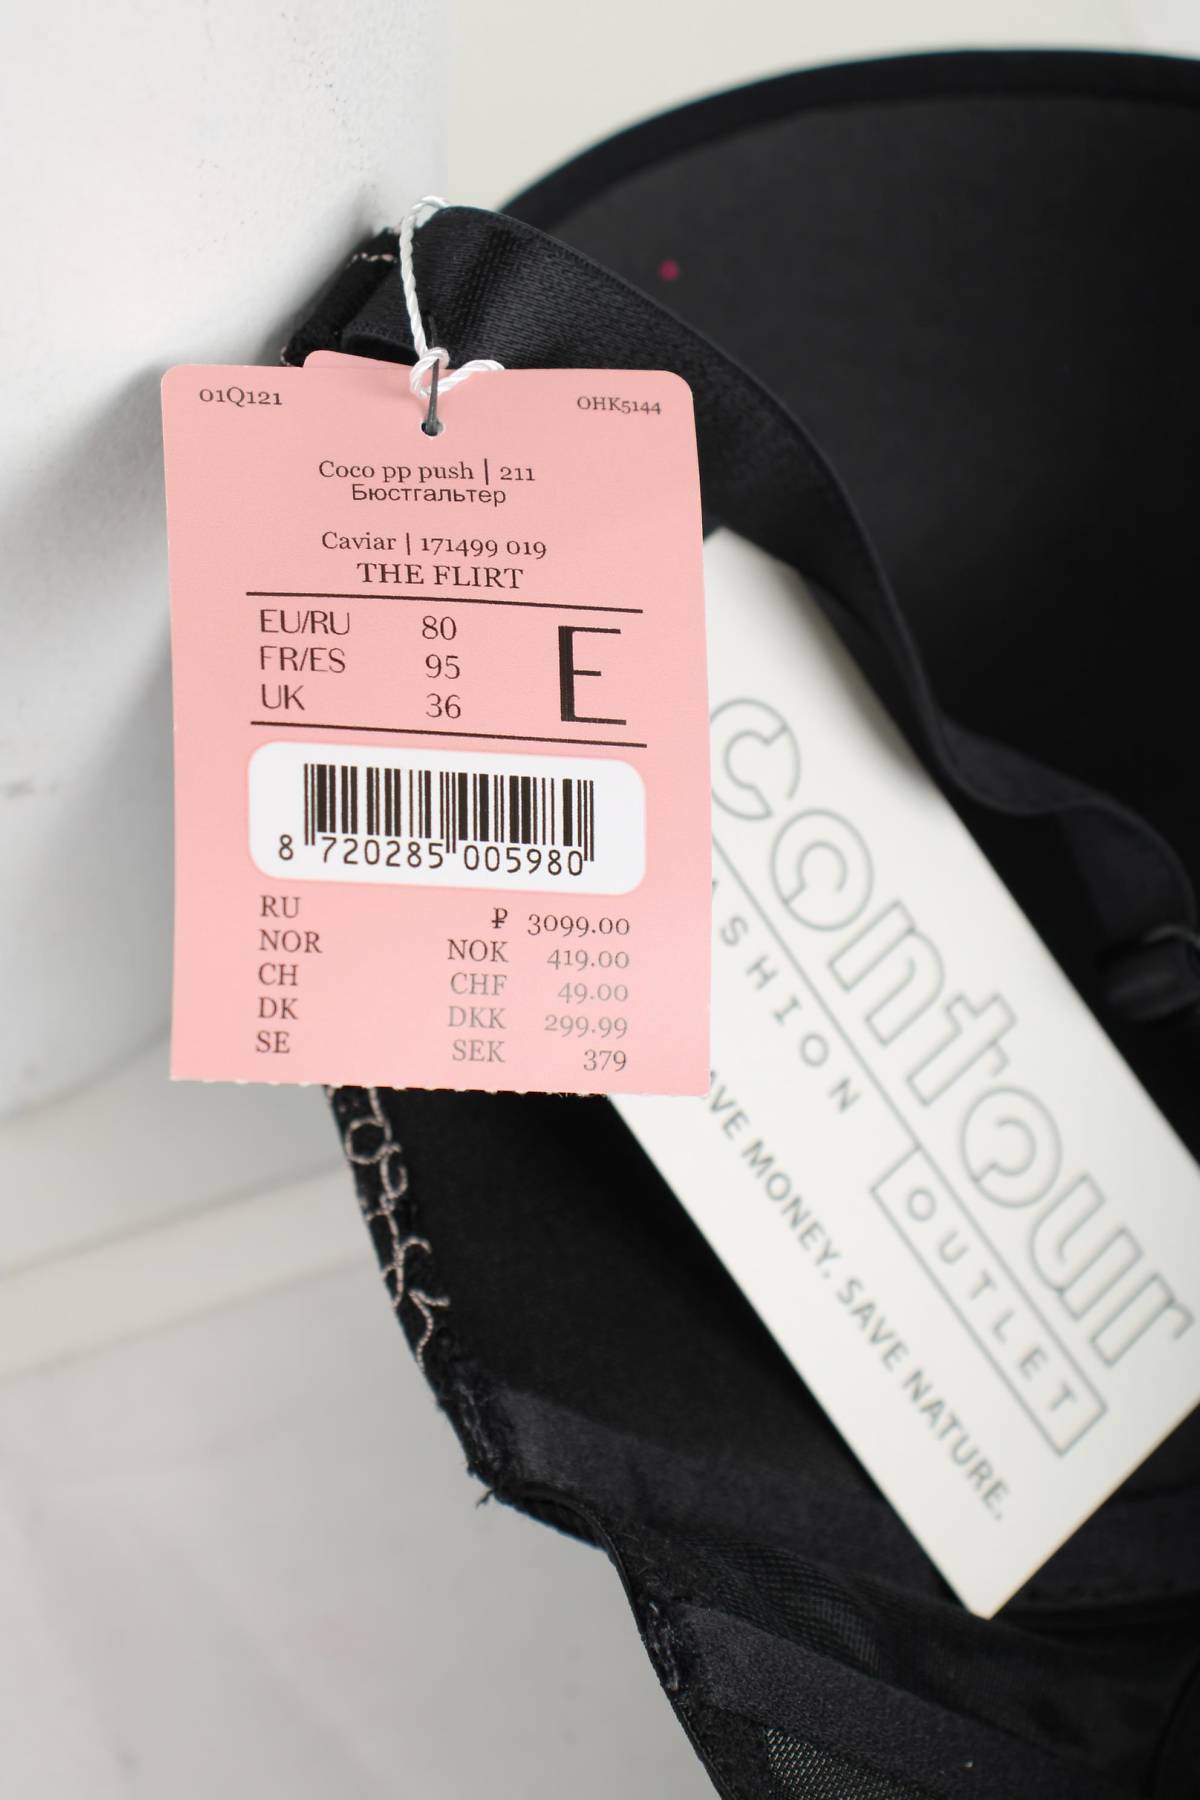 01Q121
OHK5144
Coco pp push | 211
Бюстгальтер
Caviar | 171499 019
THE FLIRT
EU/RU 80
FR/ES 95
UK 36
E
8 720285 005980
RU ₽ 3099.00
NOR NOK 419.00
CH CHF 49.00
DK DKK 299.99
SE SEK 379
contour
ASHION
OUTLET
AVE MONEY. SAVE NATURE.